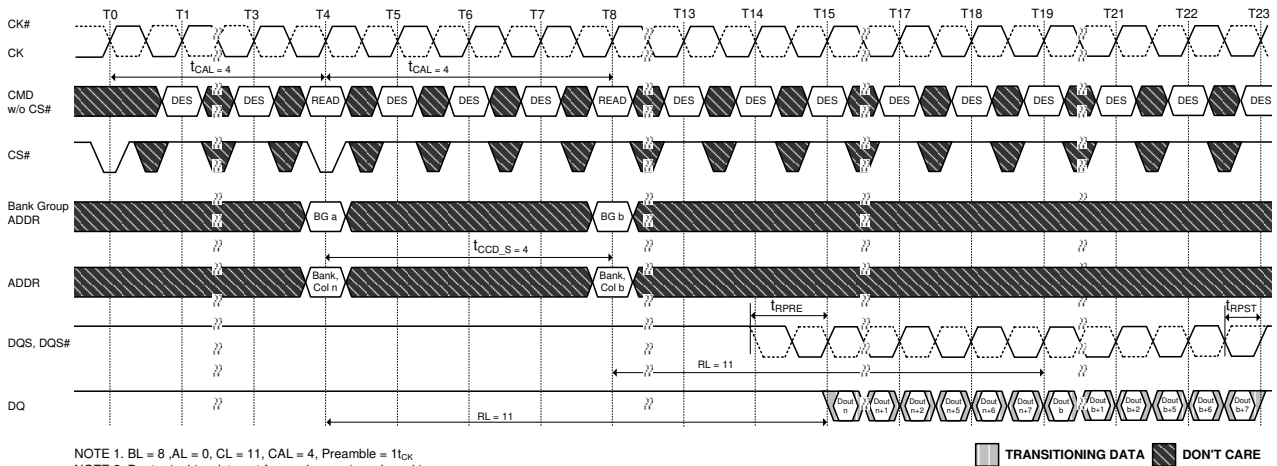 T0 T1 T3 T4 T5 T6 T7 T8 T13 T14 T15 T17 T18 T19 T21 T22 T23
CK#
CK
tCAL = 4 tCAL = 4
CMD
w/o CS#
DES DES READ DES DES DES READ DES DES DES DES DES DES DES DES DES
CS#
Bank Group
ADDR
BG a BG b
tCCD_S = 4
ADDR
Bank, Col n Bank, Col b
tRPRE tRPST
DQS, DQS#
RL = 11
DQ
Dout n Dout n+1 Dout n+2 Dout n+5 Dout n+6 Dout n+7 Dout b Dout b+1 Dout b+2 Dout b+5 Dout b+6 Dout b+7
RL = 11
NOTE 1. BL = 8 ,AL = 0, CL = 11, CAL = 4, Preamble = 1tCK
TRANSITIONING DATA DON'T CARE